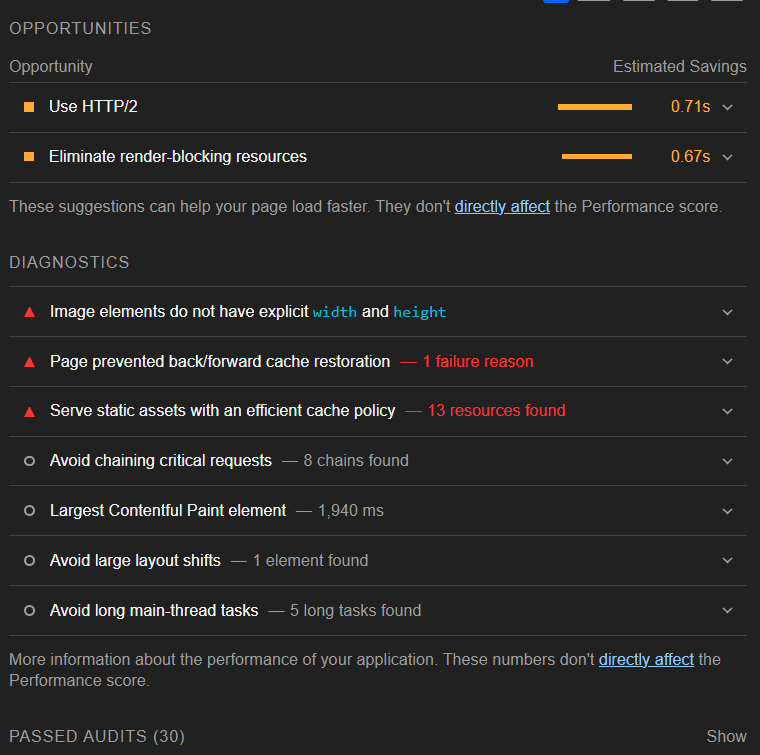 OPPORTUNITIES
Opportunity Estimated Savings
Use HTTP/2 0.71s
Eliminate render-blocking resources 0.67s
These suggestions can help your page load faster. They don't directly affect the Performance score.
DIAGNOSTICS
Image elements do not have explicit width and height
Page prevented back/forward cache restoration — 1 failure reason
Serve static assets with an efficient cache policy — 13 resources found
Avoid chaining critical requests — 8 chains found
Largest Contentful Paint element — 1,940 ms
Avoid large layout shifts — 1 element found
Avoid long main-thread tasks — 5 long tasks found
More information about the performance of your application. These numbers don't directly affect the
Performance score.
PASSED AUDITS (30) Show